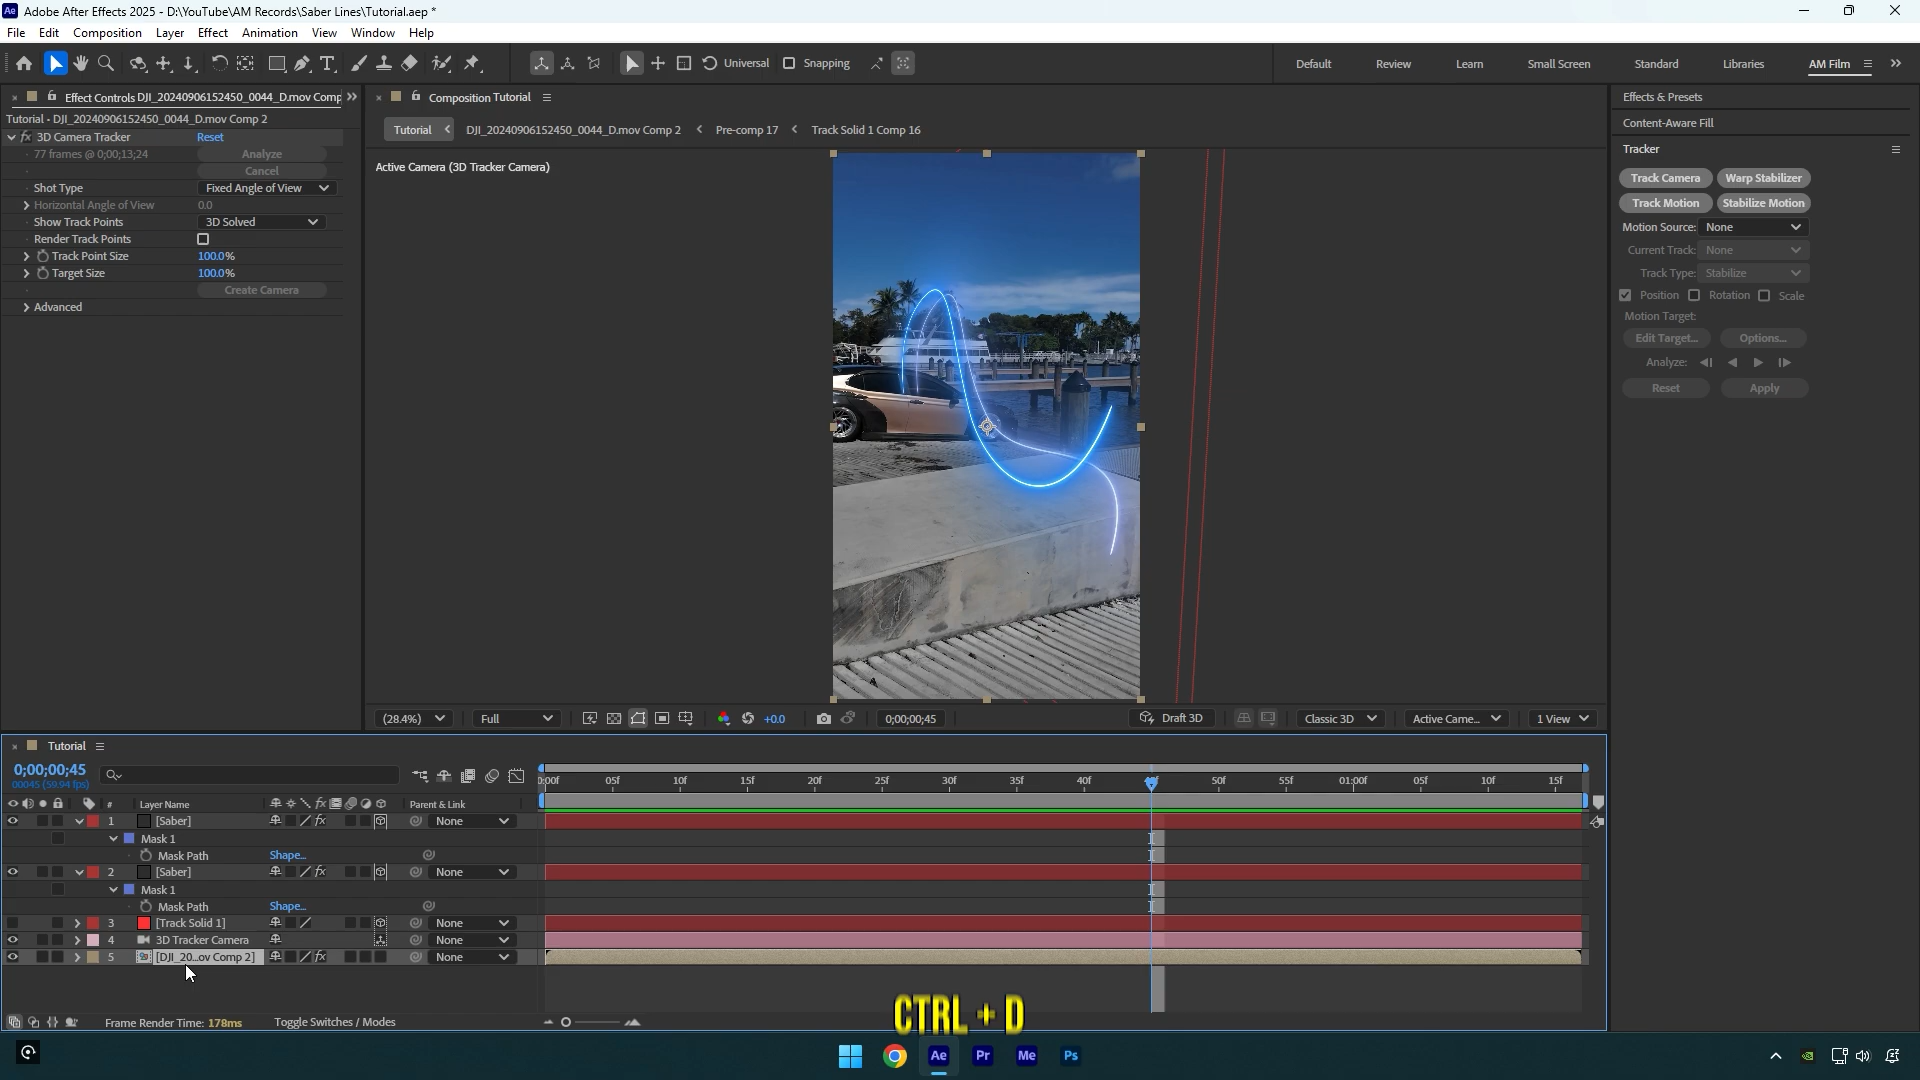 Adobe After Effects 2025 - D:\YouTube\AM Records\Saber Lines\Tutorial.aep *
File Edit Composition Layer Effect Animation View Window Help
Universal Snapping Default Review Learn Small Screen Standard Libraries AM Film
Effect Controls DJI_20240906152450_0044_D.mov Comp
Tutorial - DJI_20240906152450_0044_D.mov Comp 2
fx 3D Camera Tracker Reset
77 frames @ 0;00;13;24 Analyze
Cancel
Shot Type Fixed Angle of View
Horizontal Angle of View 0.0
Show Track Points 3D Solved
Render Track Points
Track Point Size 100.0%
Target Size 100.0%
Create Camera
Advanced
Composition Tutorial
Tutorial DJI_20240906152450_0044_D.mov Comp 2 Pre-comp 17 Track Solid 1 Comp 16
Active Camera (3D Tracker Camera)
(28.4%) Full +0.0 0;00;00;45 Draft 3D Classic 3D Active Came... 1 View
Effects & Presets
Content-Aware Fill
Tracker
Track Camera Warp Stabilizer
Track Motion Stabilize Motion
Motion Source: None
Current Track: None
Track Type: Stabilize
Position Rotation Scale
Motion Target:
Edit Target... Options...
Analyze:
Reset Apply
Tutorial
0;00;00;45
00045 (59.94 fps)
05f 10f 15f 20f 25f 30f 35f 40f 50f 55f 01:00f 05f 10f 15f
# Layer Name fx Parent & Link
1 [Saber] fx None
Mask 1
Mask Path Shape...
2 [Saber] fx None
Mask 1
Mask Path Shape...
3 [Track Solid 1] None
4 3D Tracker Camera None
5 [DJI_20...ov Comp 2] fx None
CTRL + D
Frame Render Time: 178ms Toggle Switches / Modes
Ae Pr Me Ps